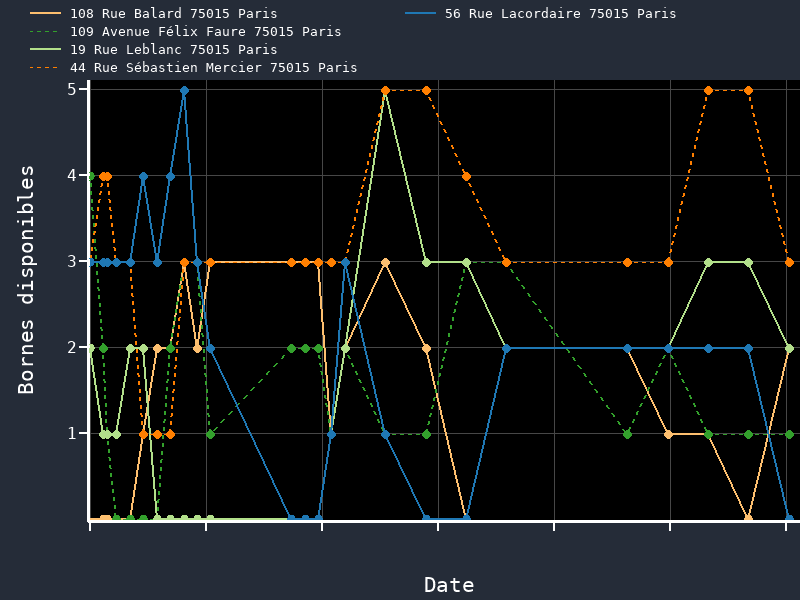 108 Rue Balard 75015 Paris
56 Rue Lacordaire 75015 Paris
109 Avenue Félix Faure 75015 Paris
19 Rue Leblanc 75015 Paris
44 Rue Sébastien Mercier 75015 Paris
5
4
3
2
1
Bornes disponibles
Date